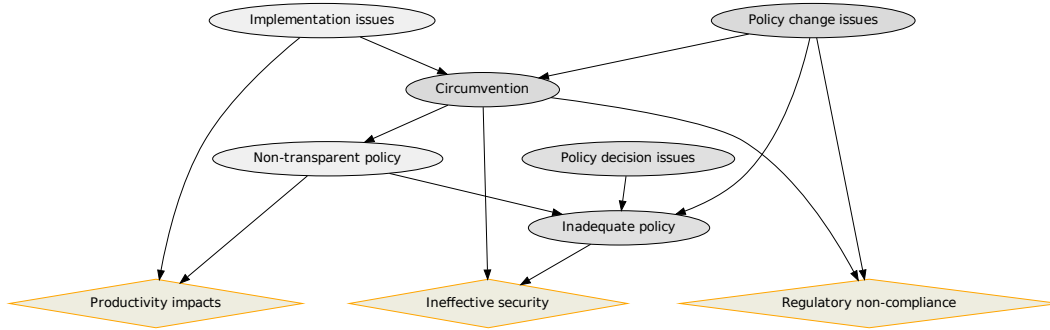 Implementation issues
Policy change issues
Circumvention
Non-transparent policy
Policy decision issues
Inadequate policy
Productivity impacts
Ineffective security
Regulatory non-compliance